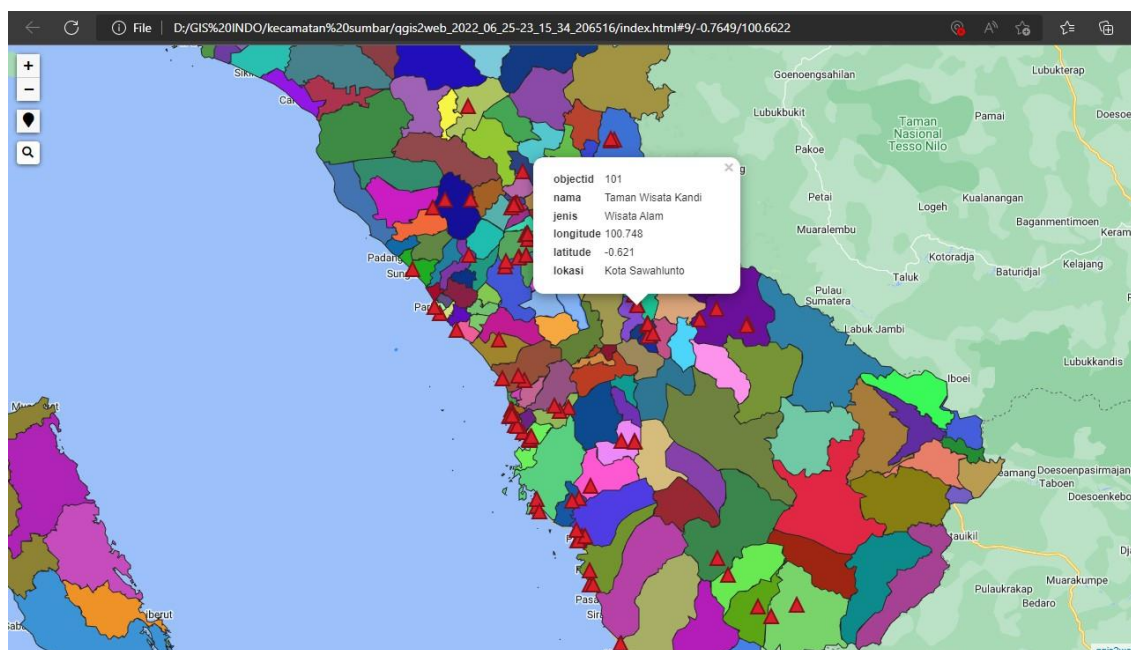 File D:/GIS%20INDO/kecamatan%20sumbar/qgis2web_2022_06_25-23_15_34_206516/index.html#9/-0.7649/100.6622
+
−
objectid 101
nama Taman Wisata Kandi
jenis Wisata Alam
longitude 100.748
latitude -0.621
lokasi Kota Sawahlunto
×
Goenoengsahilan
Lubukterap
Lubukbukit
Taman
Nasional
Tesso Nilo
Pamai
Pakoe
Petai
Logeh
Kualanangan
Muaralembu
Baganmentimoen
Kotoradja
Kelajang
Baturidjal
Taluk
Padang
Pulau
Sumatera
Labuk Jambi
Lubukkandis
Iboei
Doesoenpasirmajang
Taboen
Muarakumpe
Pulaukrakap
Bedaro